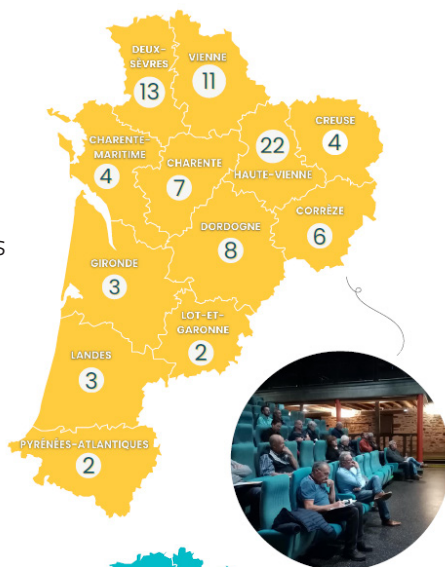 DEUX-
SÈVRES
13
VIENNE
11
CREUSE
4
CHARENTE-
MARITIME
4
CHARENTE
7
22
HAUTE-VIENNE
CORRÈZE
6
DORDOGNE
8
S
GIRONDE
3
LOT-ET-
GARONNE
2
LANDES
3
PYRÉNÉES-ATLANTIQUES
2